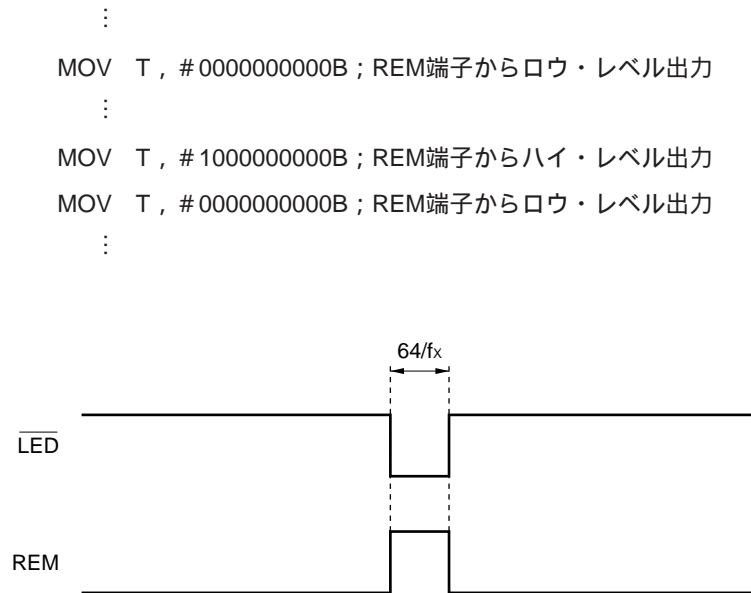 ⋮
MOV T，#0000000000B；REM端子からロウ・レベル出力
⋮
MOV T，#1000000000B；REM端子からハイ・レベル出力
MOV T，#0000000000B；REM端子からロウ・レベル出力
⋮
64/fx
LED
REM